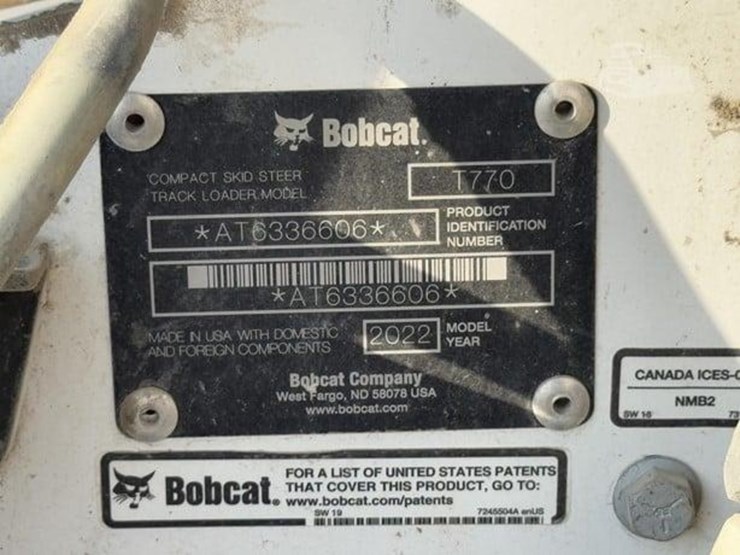 Bobcat.
COMPACT SKID STEER
TRACK LOADER MODEL
T770
*AT6336606*
PRODUCT
IDENTIFICATION
NUMBER
*AT6336606*
MADE IN USA WITH DOMESTIC
AND FOREIGN COMPONENTS
2022
MODEL
YEAR
Bobcat Company
West Fargo, ND 58078 USA
www.bobcat.com
CANADA ICES-
NMB2
SW 16
73
Bobcat.
FOR A LIST OF UNITED STATES PATENTS
THAT COVER THIS PRODUCT, GO TO:
www.bobcat.com/patents
SW 19
7245504A enUS